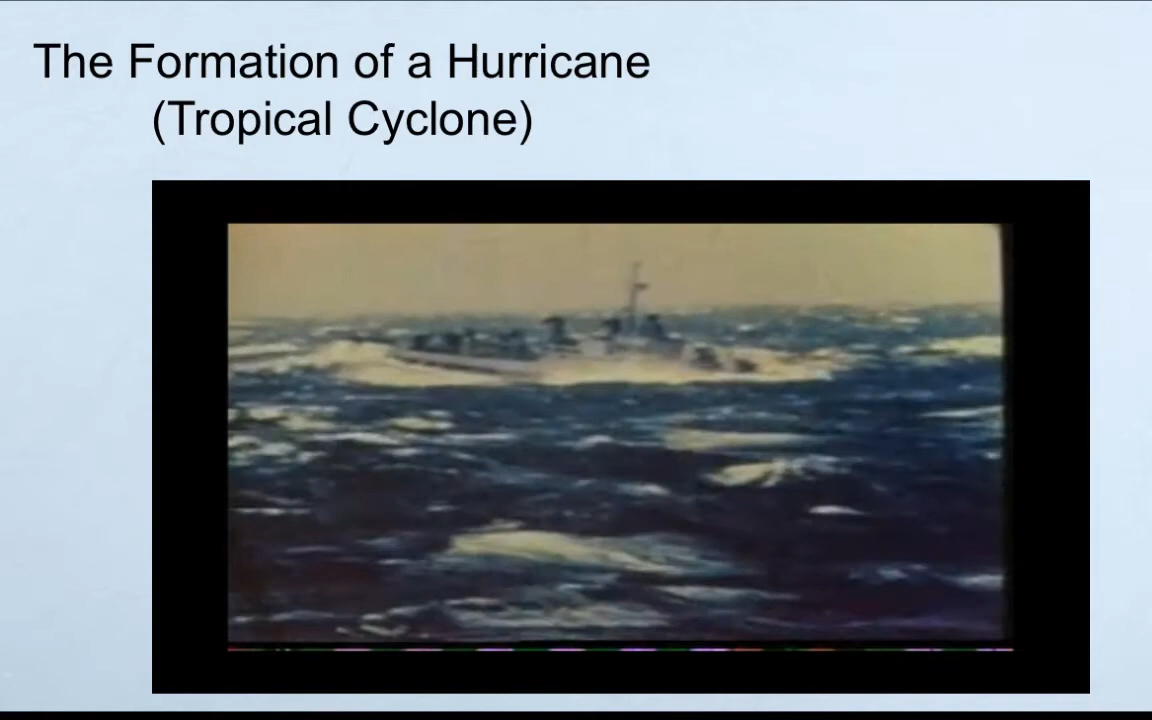 The Formation of a Hurricane
(Tropical Cyclone)